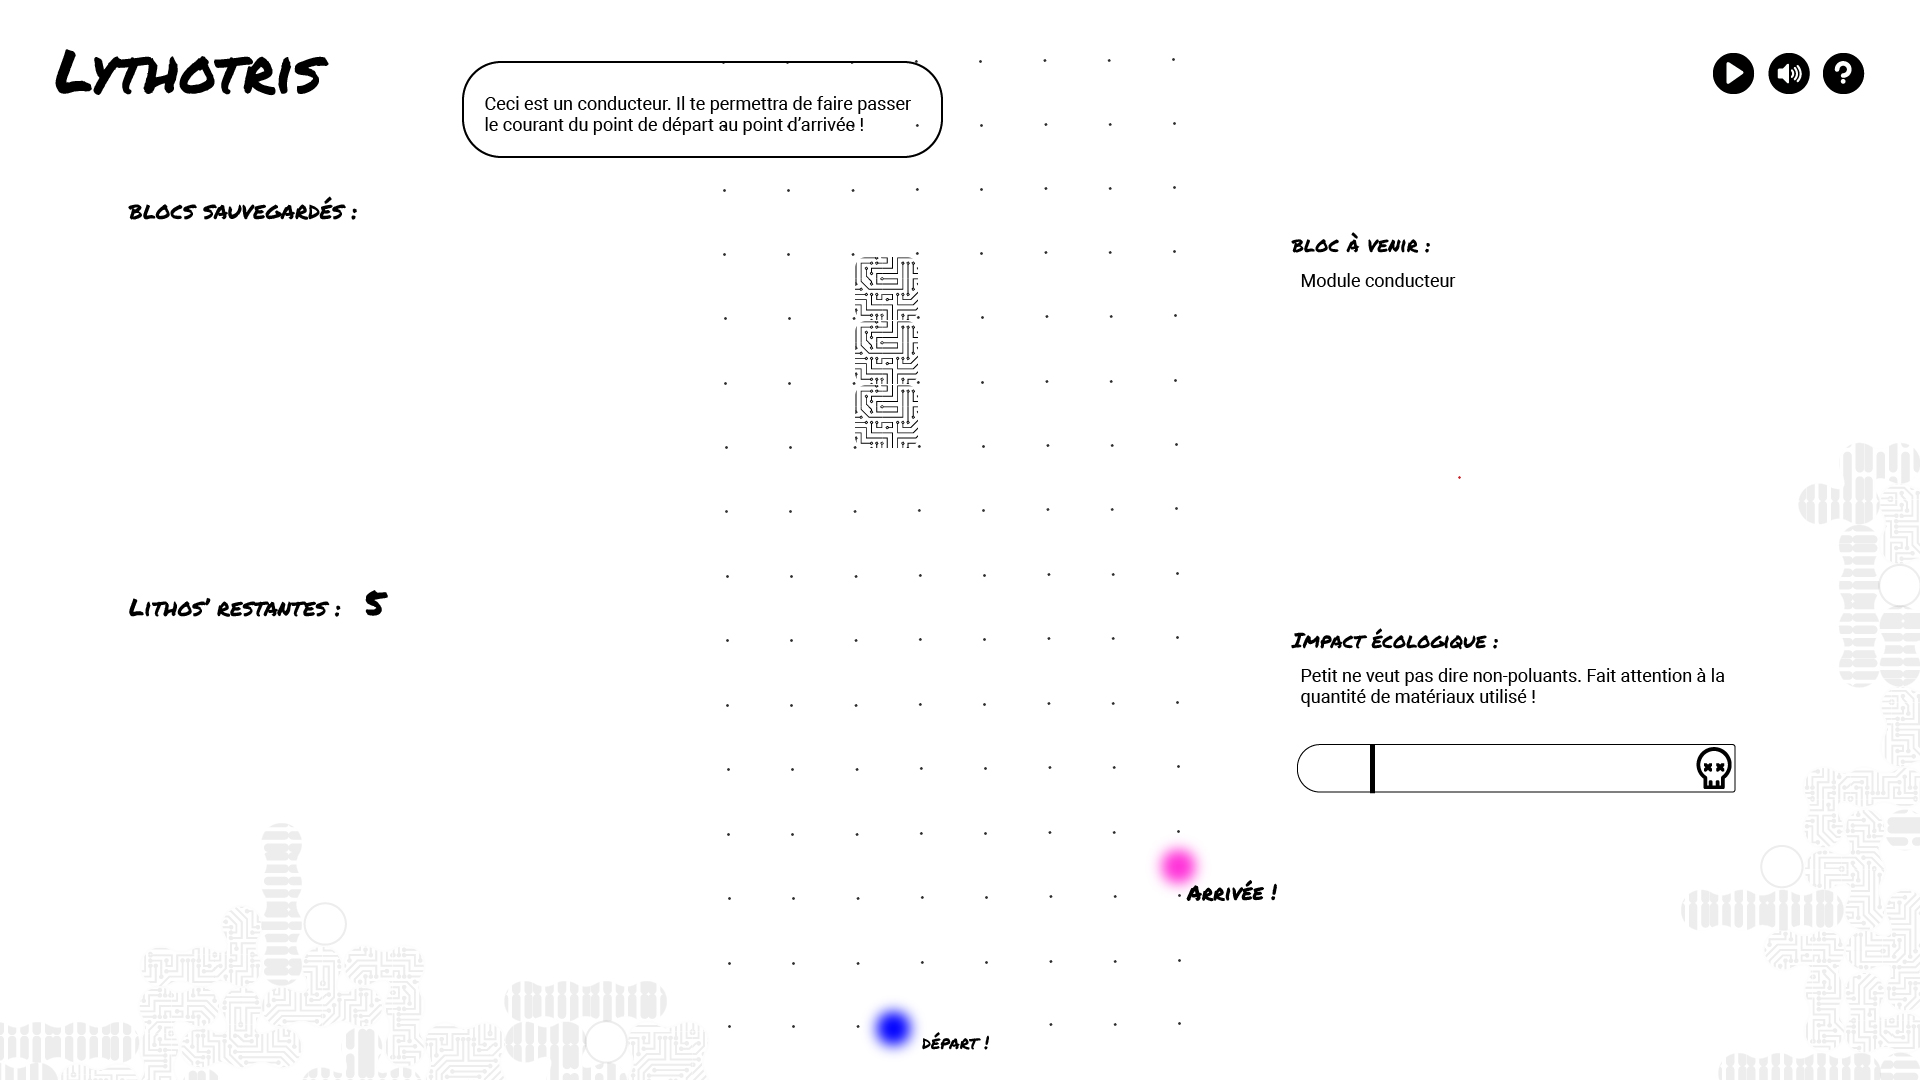 Lythotris
Ceci est un conducteur. Il te permettra de faire passer
le courant du point de départ au point d’arrivée !
blocs sauvegardés :
bloc à venir :
Module conducteur
Lithos’ restantes : 5
Impact écologique :
Petit ne veut pas dire non-poluants. Fait attention à la
quantité de matériaux utilisé !
Arrivée !
départ !